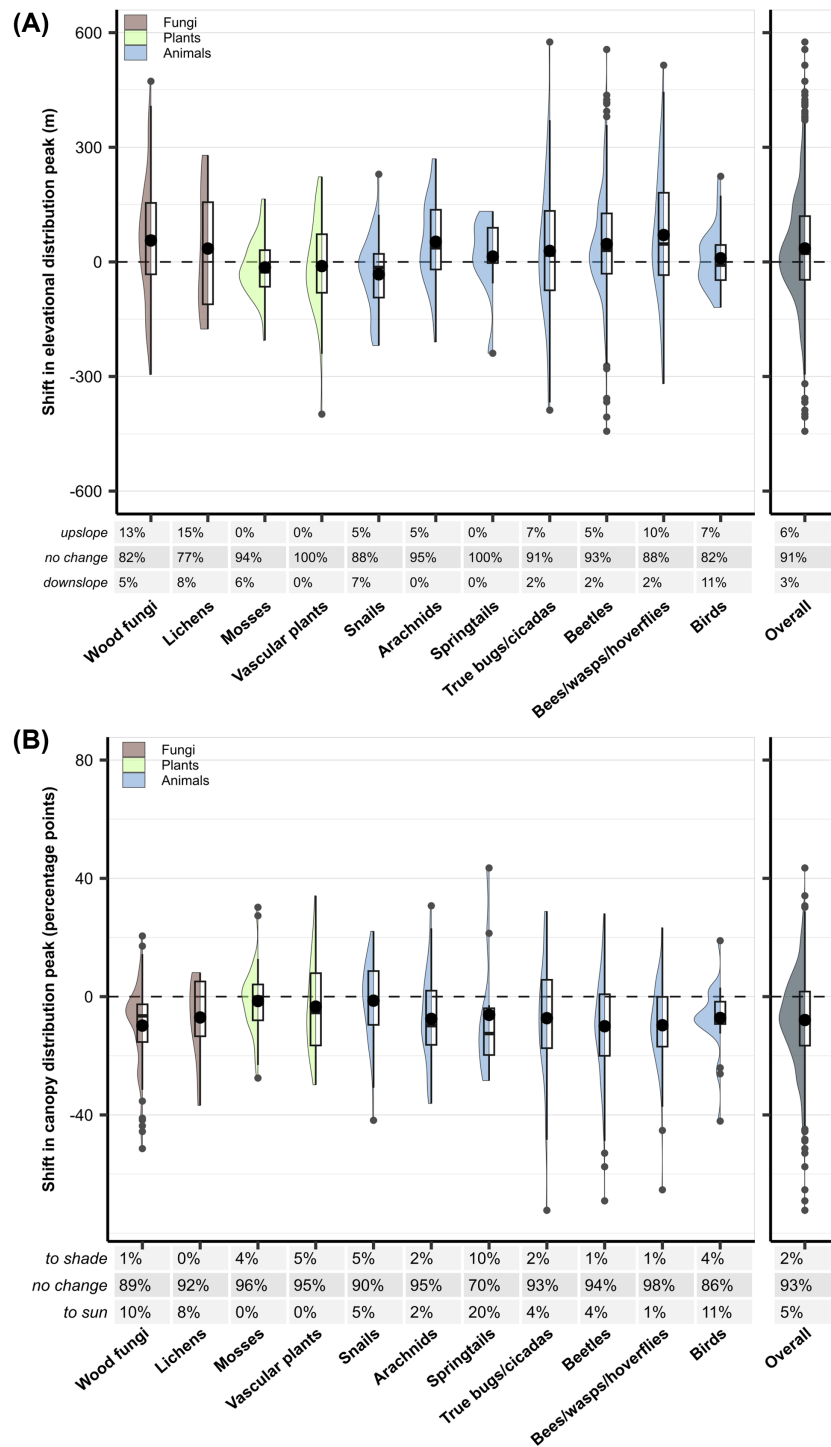 (A)
Fungi
Plants
Animals
Shift in elevational distribution peak (m)
600
300
0
-300
-600
upslope 13% 15% 0% 0% 5% 5% 0% 7% 5% 10% 7% 6%
no change 82% 77% 94% 100% 88% 95% 100% 91% 93% 88% 82% 91%
downslope 5% 8% 6% 0% 7% 0% 0% 2% 2% 2% 11% 3%
Wood fungi
Lichens
Mosses
Vascular plants
Snails
Arachnids
Springtails
True bugs/cicadas
Beetles
Bees/wasps/hoverflies
Birds
Overall
(B)
Fungi
Plants
Animals
Shift in canopy distribution peak (percentage points)
80
40
0
-40
to shade 1% 0% 4% 5% 5% 2% 10% 2% 1% 1% 4% 2%
no change 89% 92% 96% 95% 90% 95% 70% 93% 94% 98% 86% 93%
to sun 10% 8% 0% 0% 5% 2% 20% 4% 4% 1% 11% 5%
Wood fungi
Lichens
Mosses
Vascular plants
Snails
Arachnids
Springtails
True bugs/cicadas
Beetles
Bees/wasps/hoverflies
Birds
Overall